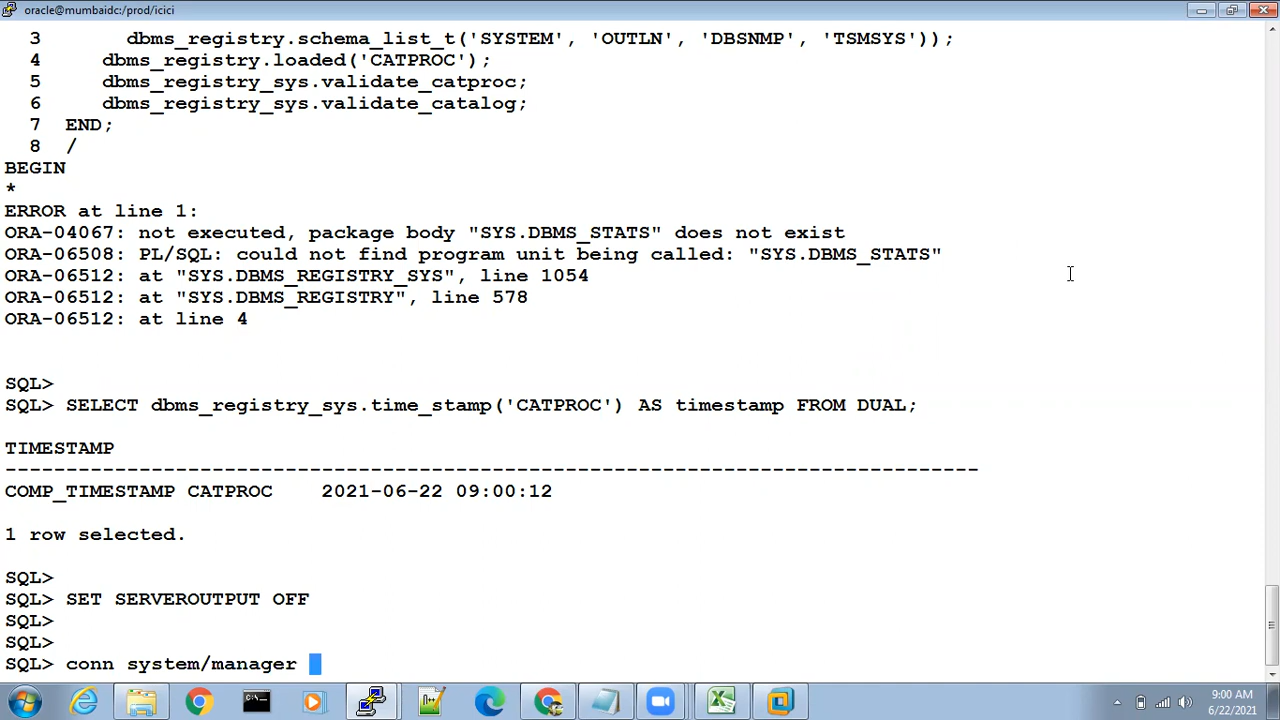 oracle@mumbaidc:/prod/icici
3 dbms_registry.schema_list_t('SYSTEM', 'OUTLN', 'DBSNMP', 'TSMSYS'));
4 dbms_registry.loaded('CATPROC');
5 dbms_registry_sys.validate_catproc;
6 dbms_registry_sys.validate_catalog;
7 END;
8 /
BEGIN
*
ERROR at line 1:
ORA-04067: not executed, package body "SYS.DBMS_STATS" does not exist
ORA-06508: PL/SQL: could not find program unit being called: "SYS.DBMS_STATS"
ORA-06512: at "SYS.DBMS_REGISTRY_SYS", line 1054
ORA-06512: at "SYS.DBMS_REGISTRY", line 578
ORA-06512: at line 4
SQL>
SQL> SELECT dbms_registry_sys.time_stamp('CATPROC') AS timestamp FROM DUAL;
TIMESTAMP
--------------------------------------------------------------------------------
COMP_TIMESTAMP CATPROC    2021-06-22 09:00:12
1 row selected.
SQL>
SQL> SET SERVEROUTPUT OFF
SQL>
SQL>
SQL> conn system/manager
9:00 AM
6/22/2021